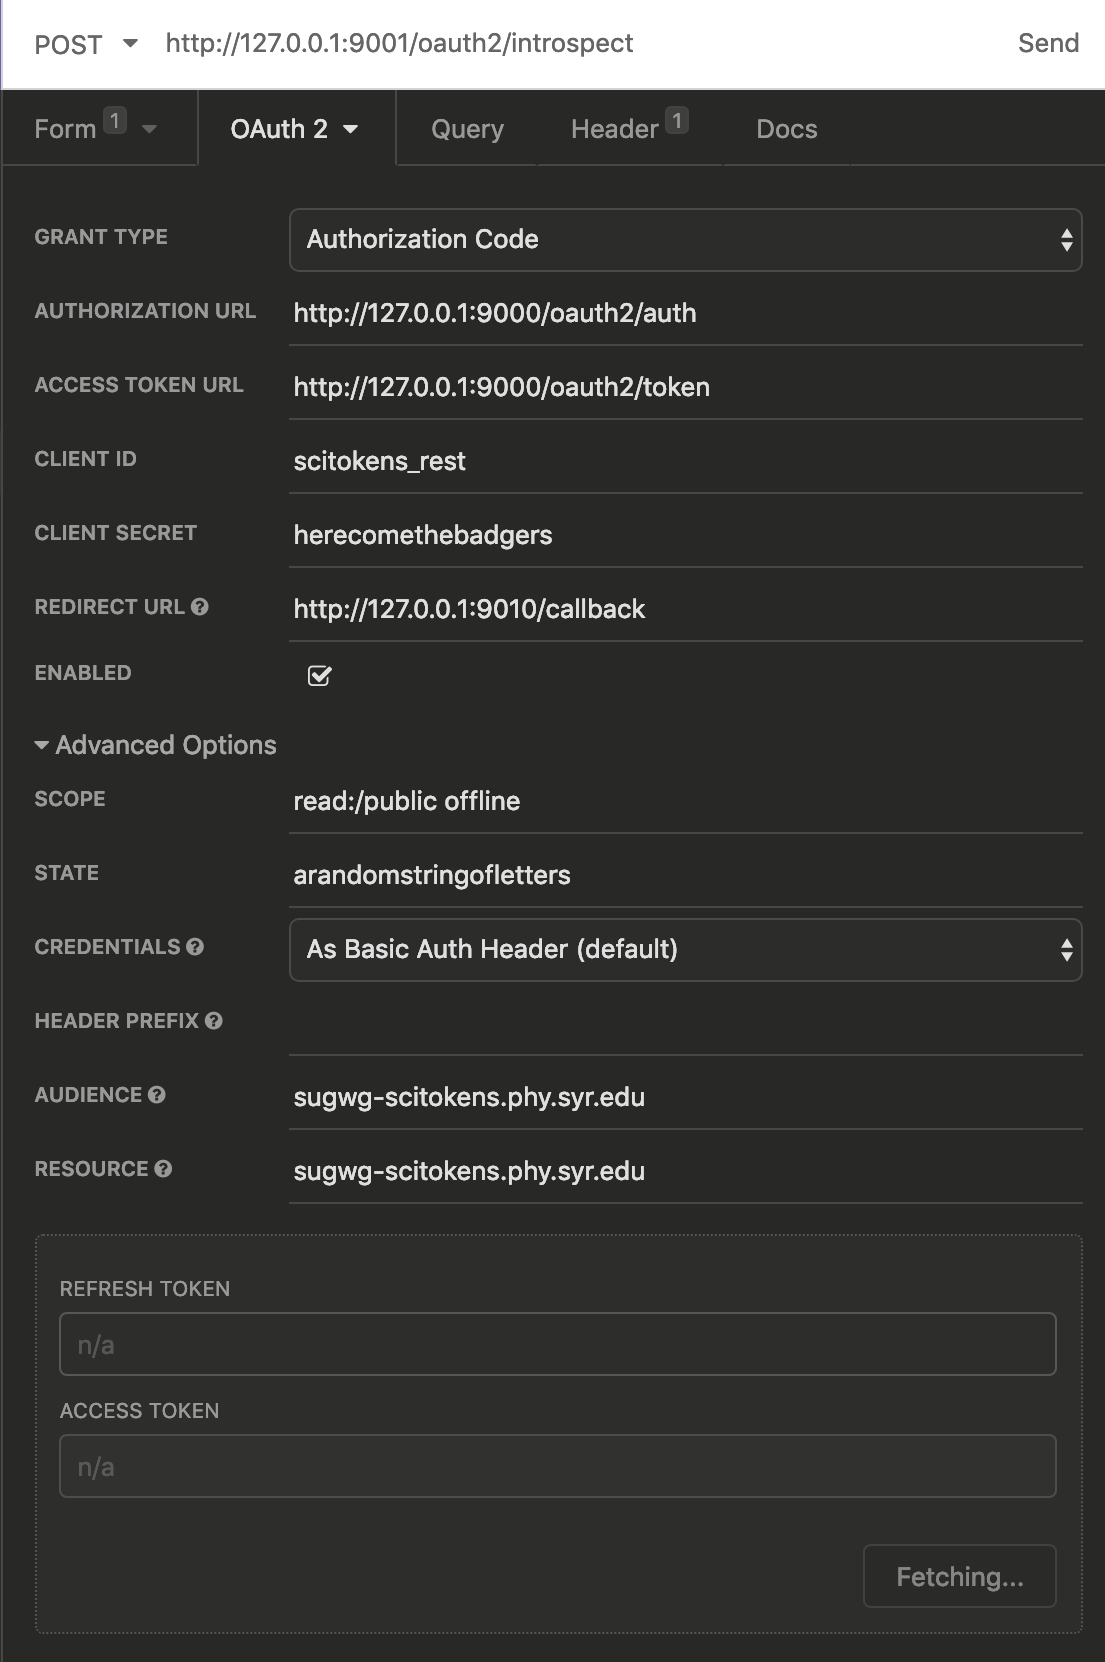 POST http://127.0.0.1:9001/oauth2/introspect Send
Form 1 OAuth 2 Query Header 1 Docs
GRANT TYPE Authorization Code
AUTHORIZATION URL http://127.0.0.1:9000/oauth2/auth
ACCESS TOKEN URL http://127.0.0.1:9000/oauth2/token
CLIENT ID scitokens_rest
CLIENT SECRET herecomethebadgers
REDIRECT URL http://127.0.0.1:9010/callback
ENABLED
Advanced Options
SCOPE read:/public offline
STATE arandomstringofletters
CREDENTIALS As Basic Auth Header (default)
HEADER PREFIX
AUDIENCE sugwg-scitokens.phy.syr.edu
RESOURCE sugwg-scitokens.phy.syr.edu
REFRESH TOKEN
n/a
ACCESS TOKEN
n/a
Fetching...